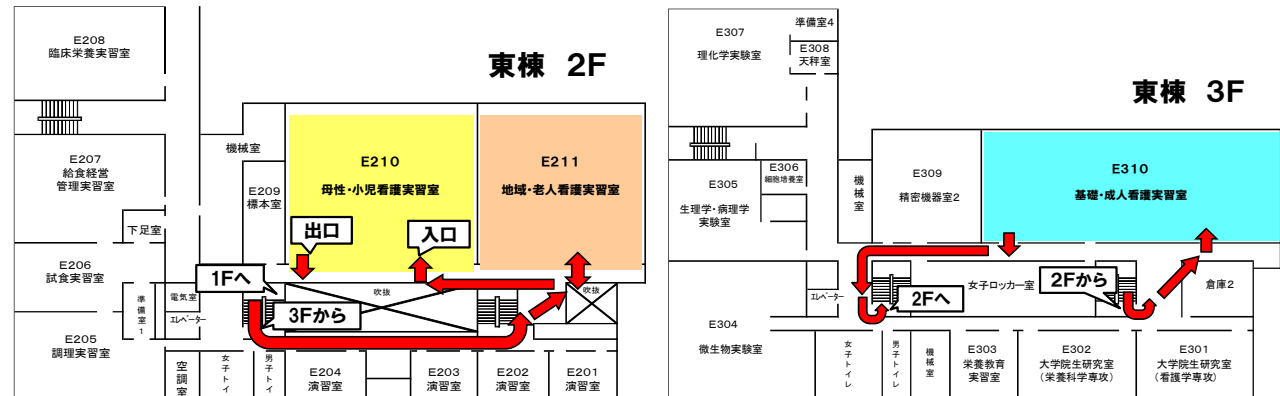 東棟 2F
E208
臨床栄養実習室
E207
給食経営
管理実習室
機械室
E209
標本室
E210
母性・小児看護実習室
E211
地域・老人看護実習室
下足室
出口
入口
E206
試食実習室
1Fへ
吹抜
吹抜
準備室1
電気室
エレベーター
3Fから
E205
調理実習室
空調室
女子トイ
男子トイ
E204
演習室
E203
演習室
E202
演習室
E201
演習室
東棟 3F
E307
理化学実験室
準備室4
E308
天秤室
E305
生理学・病理学
実験室
E306
細胞培養室
機械室
E309
精密機器室2
E310
基礎・成人看護実習室
エレベーター
2Fへ
女子ロッカー室
2Fから
倉庫2
E304
微生物実験室
女子トイレ
男子トイレ
機械室
E303
栄養教育
実習室
E302
大学院生研究室
(栄養科学専攻)
E301
大学院生研究室
(看護学専攻)